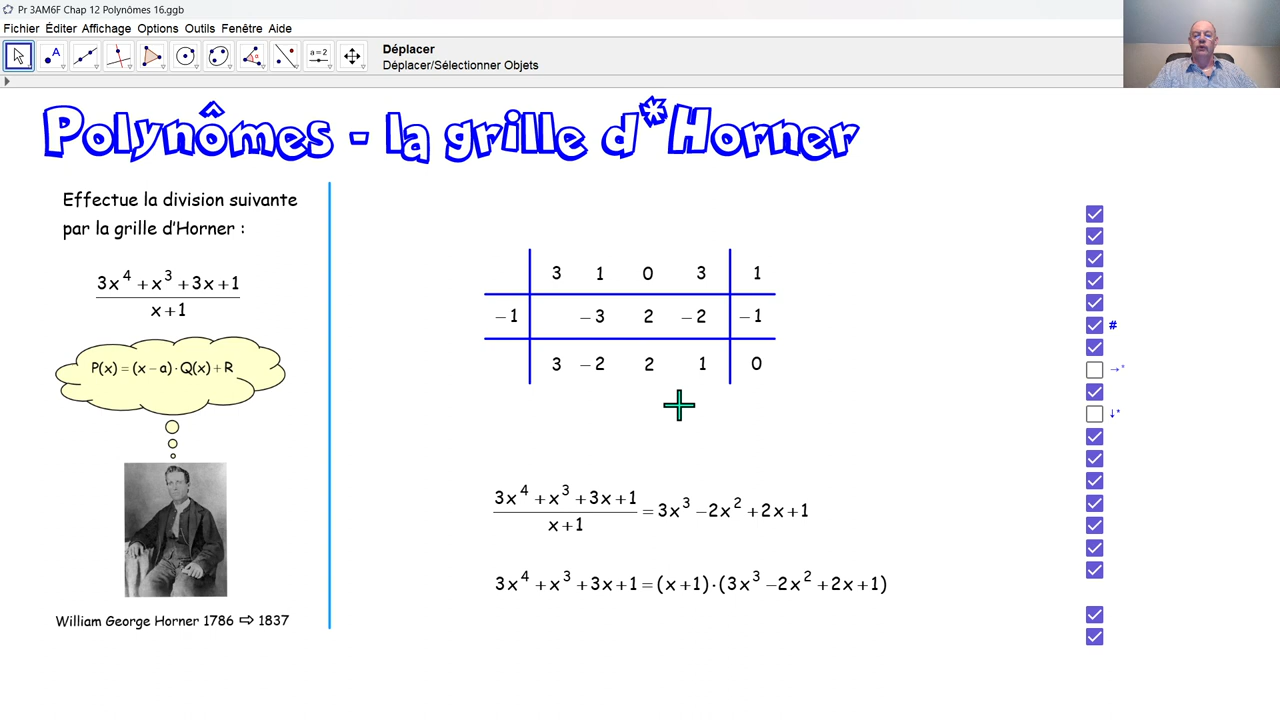 Pr 3AM6F Chap 12 Polynômes 16.ggb
Fichier Éditer Affichage Options Outils Fenêtre Aide
A
a=2
Déplacer
Déplacer/Sélectionner Objets
Polynômes - la grille d*Horner
Effectue la division suivante
par la grille d'Horner :
3x⁴+x³+3x+1
x+1
P(x)=(x−a)·Q(x)+R
William George Horner 1786 ⇨ 1837
3 1 0 3 1
−1 −3 2 −2 −1
3 −2 2 1 0
3x⁴+x³+3x+1
x+1
=3x³−2x²+2x+1
3x⁴+x³+3x+1=(x+1)·(3x³−2x²+2x+1)
#
→*
↓*